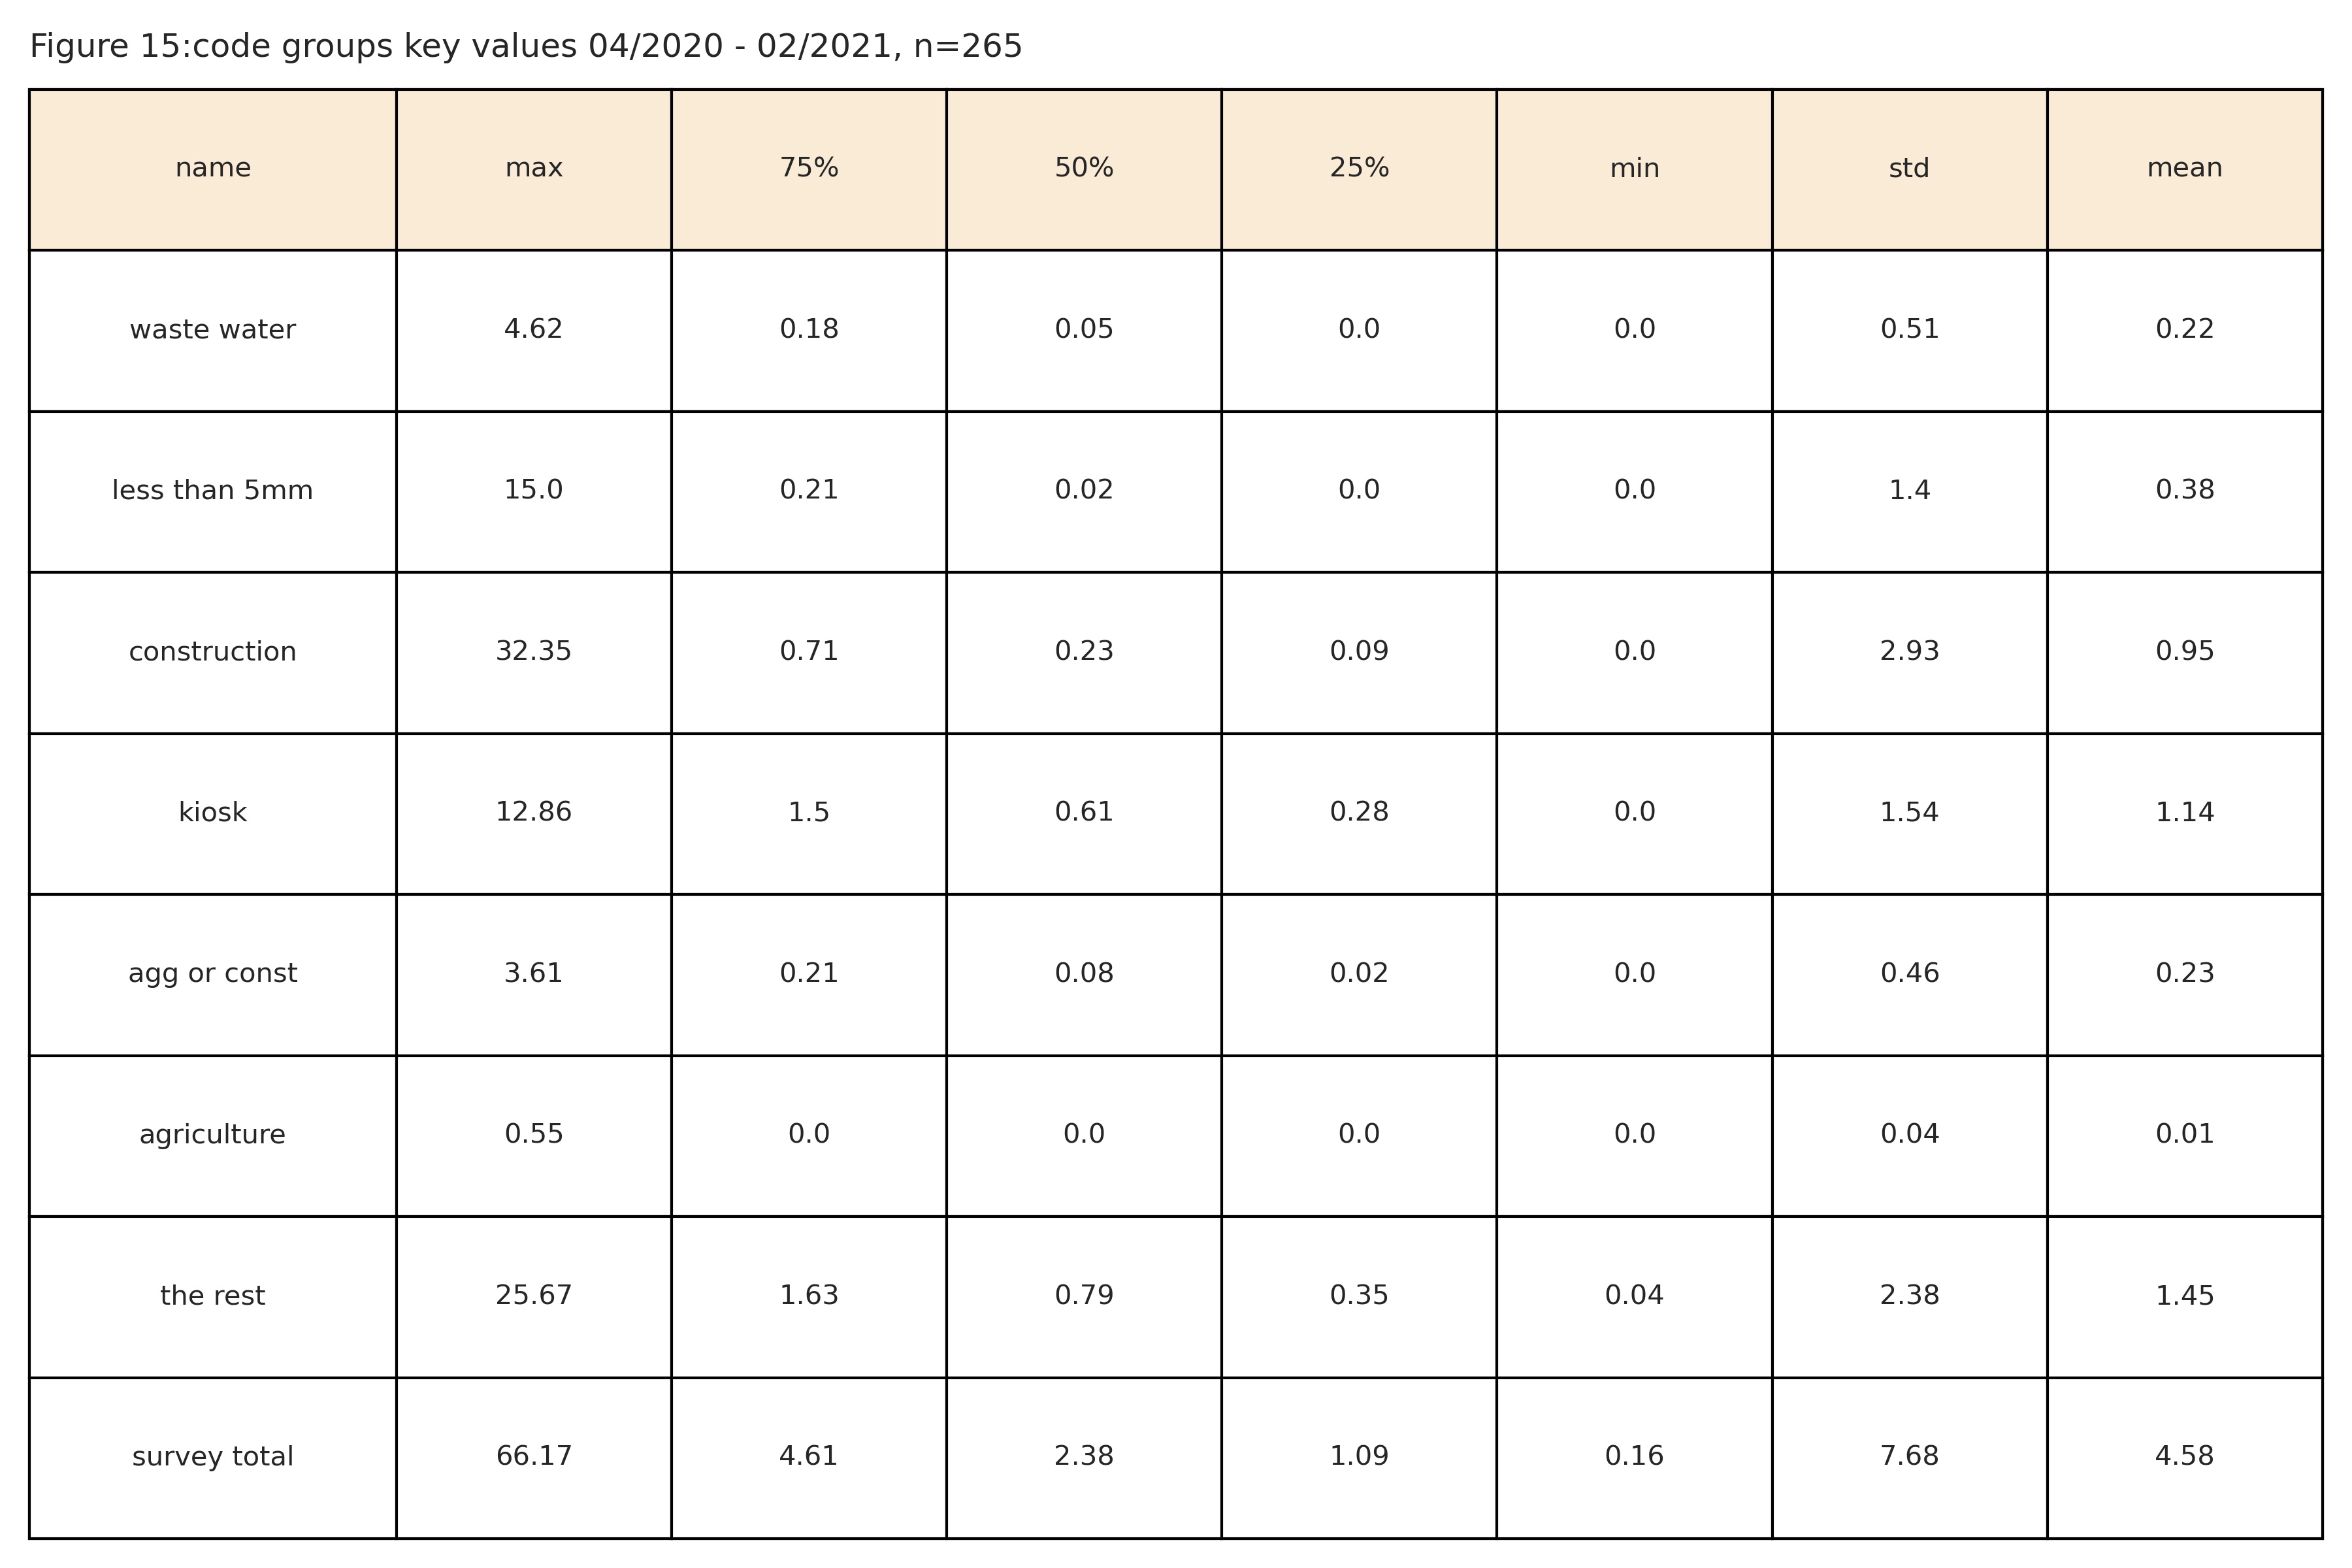 Figure 15:code groups key values 04/2020 - 02/2021, n=265
name max 75% 50% 25% min std mean
waste water 4.62 0.18 0.05 0.0 0.0 0.51 0.22
less than 5mm 15.0 0.21 0.02 0.0 0.0 1.4 0.38
construction 32.35 0.71 0.23 0.09 0.0 2.93 0.95
kiosk 12.86 1.5 0.61 0.28 0.0 1.54 1.14
agg or const 3.61 0.21 0.08 0.02 0.0 0.46 0.23
agriculture 0.55 0.0 0.0 0.0 0.0 0.04 0.01
the rest 25.67 1.63 0.79 0.35 0.04 2.38 1.45
survey total 66.17 4.61 2.38 1.09 0.16 7.68 4.58